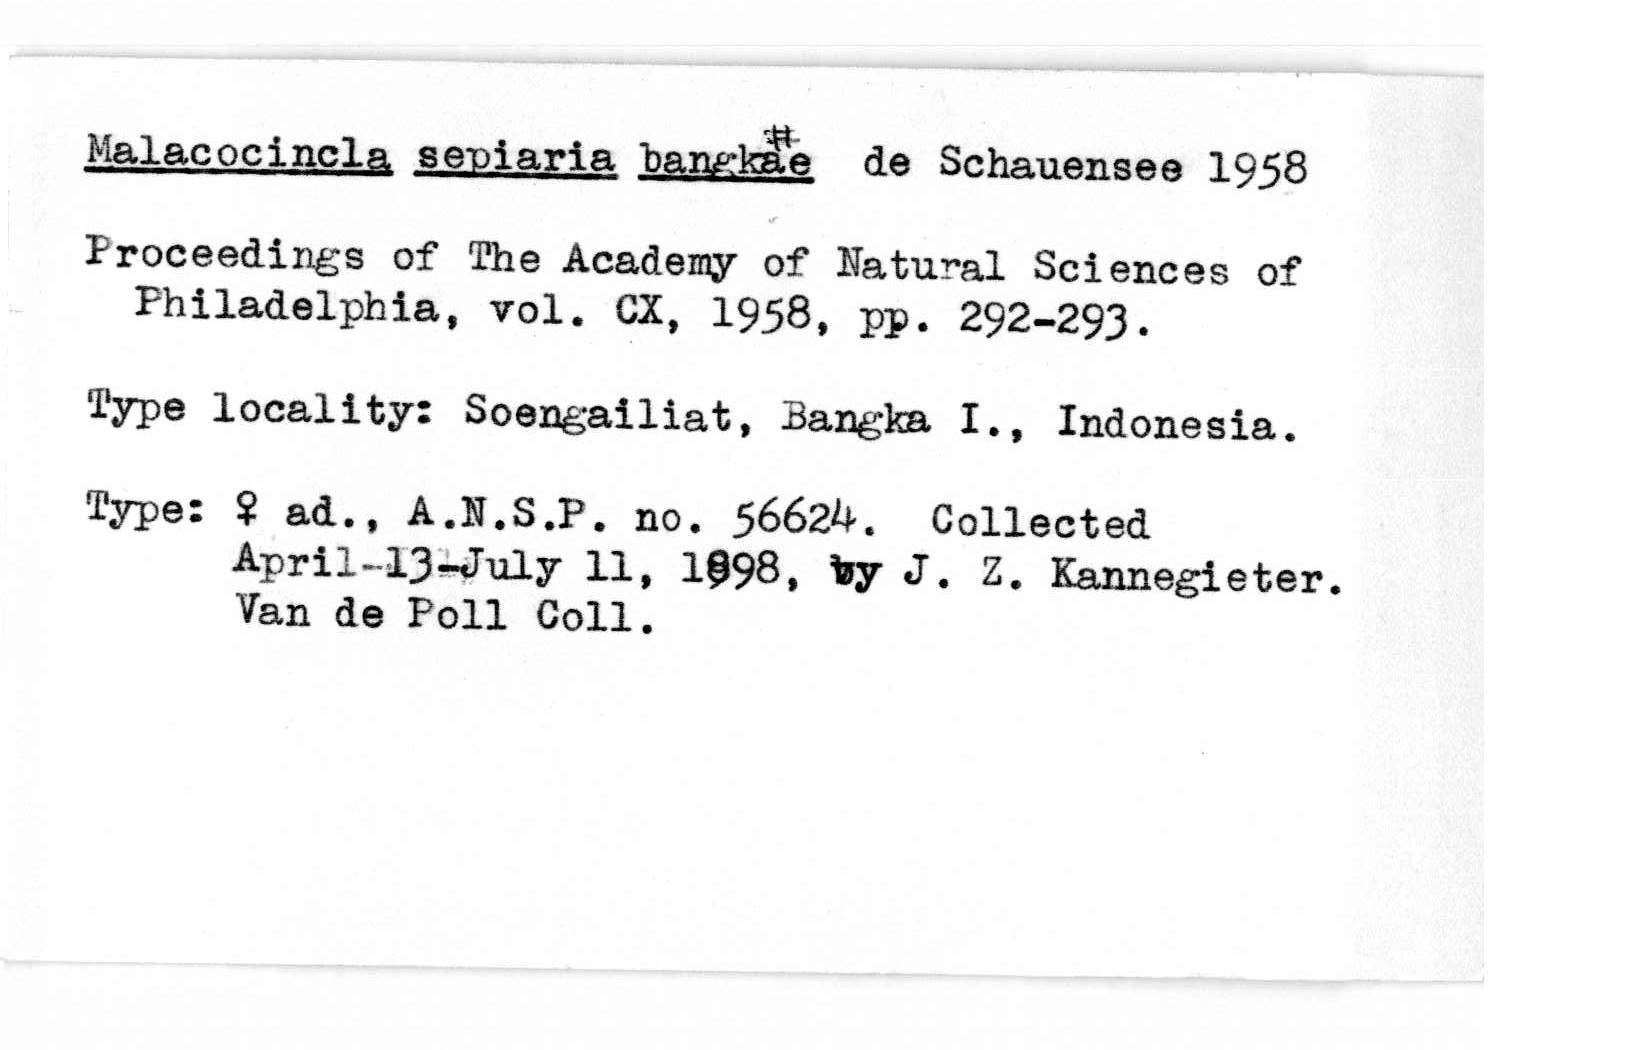 Malacocincla sepiaria bangkae de Schauensee 1958
Proceedings of The Academy of Natural Sciences of
Philadelphia, vol. CX, 1958, pp. 292-293.
Type locality: Soengailiat, Bangka I., Indonesia.
Type: ♀ ad., A.N.S.P. no. 56624. Collected
April-13-July 11, 1898, by J. Z. Kannegieter.
Van de Poll Coll.